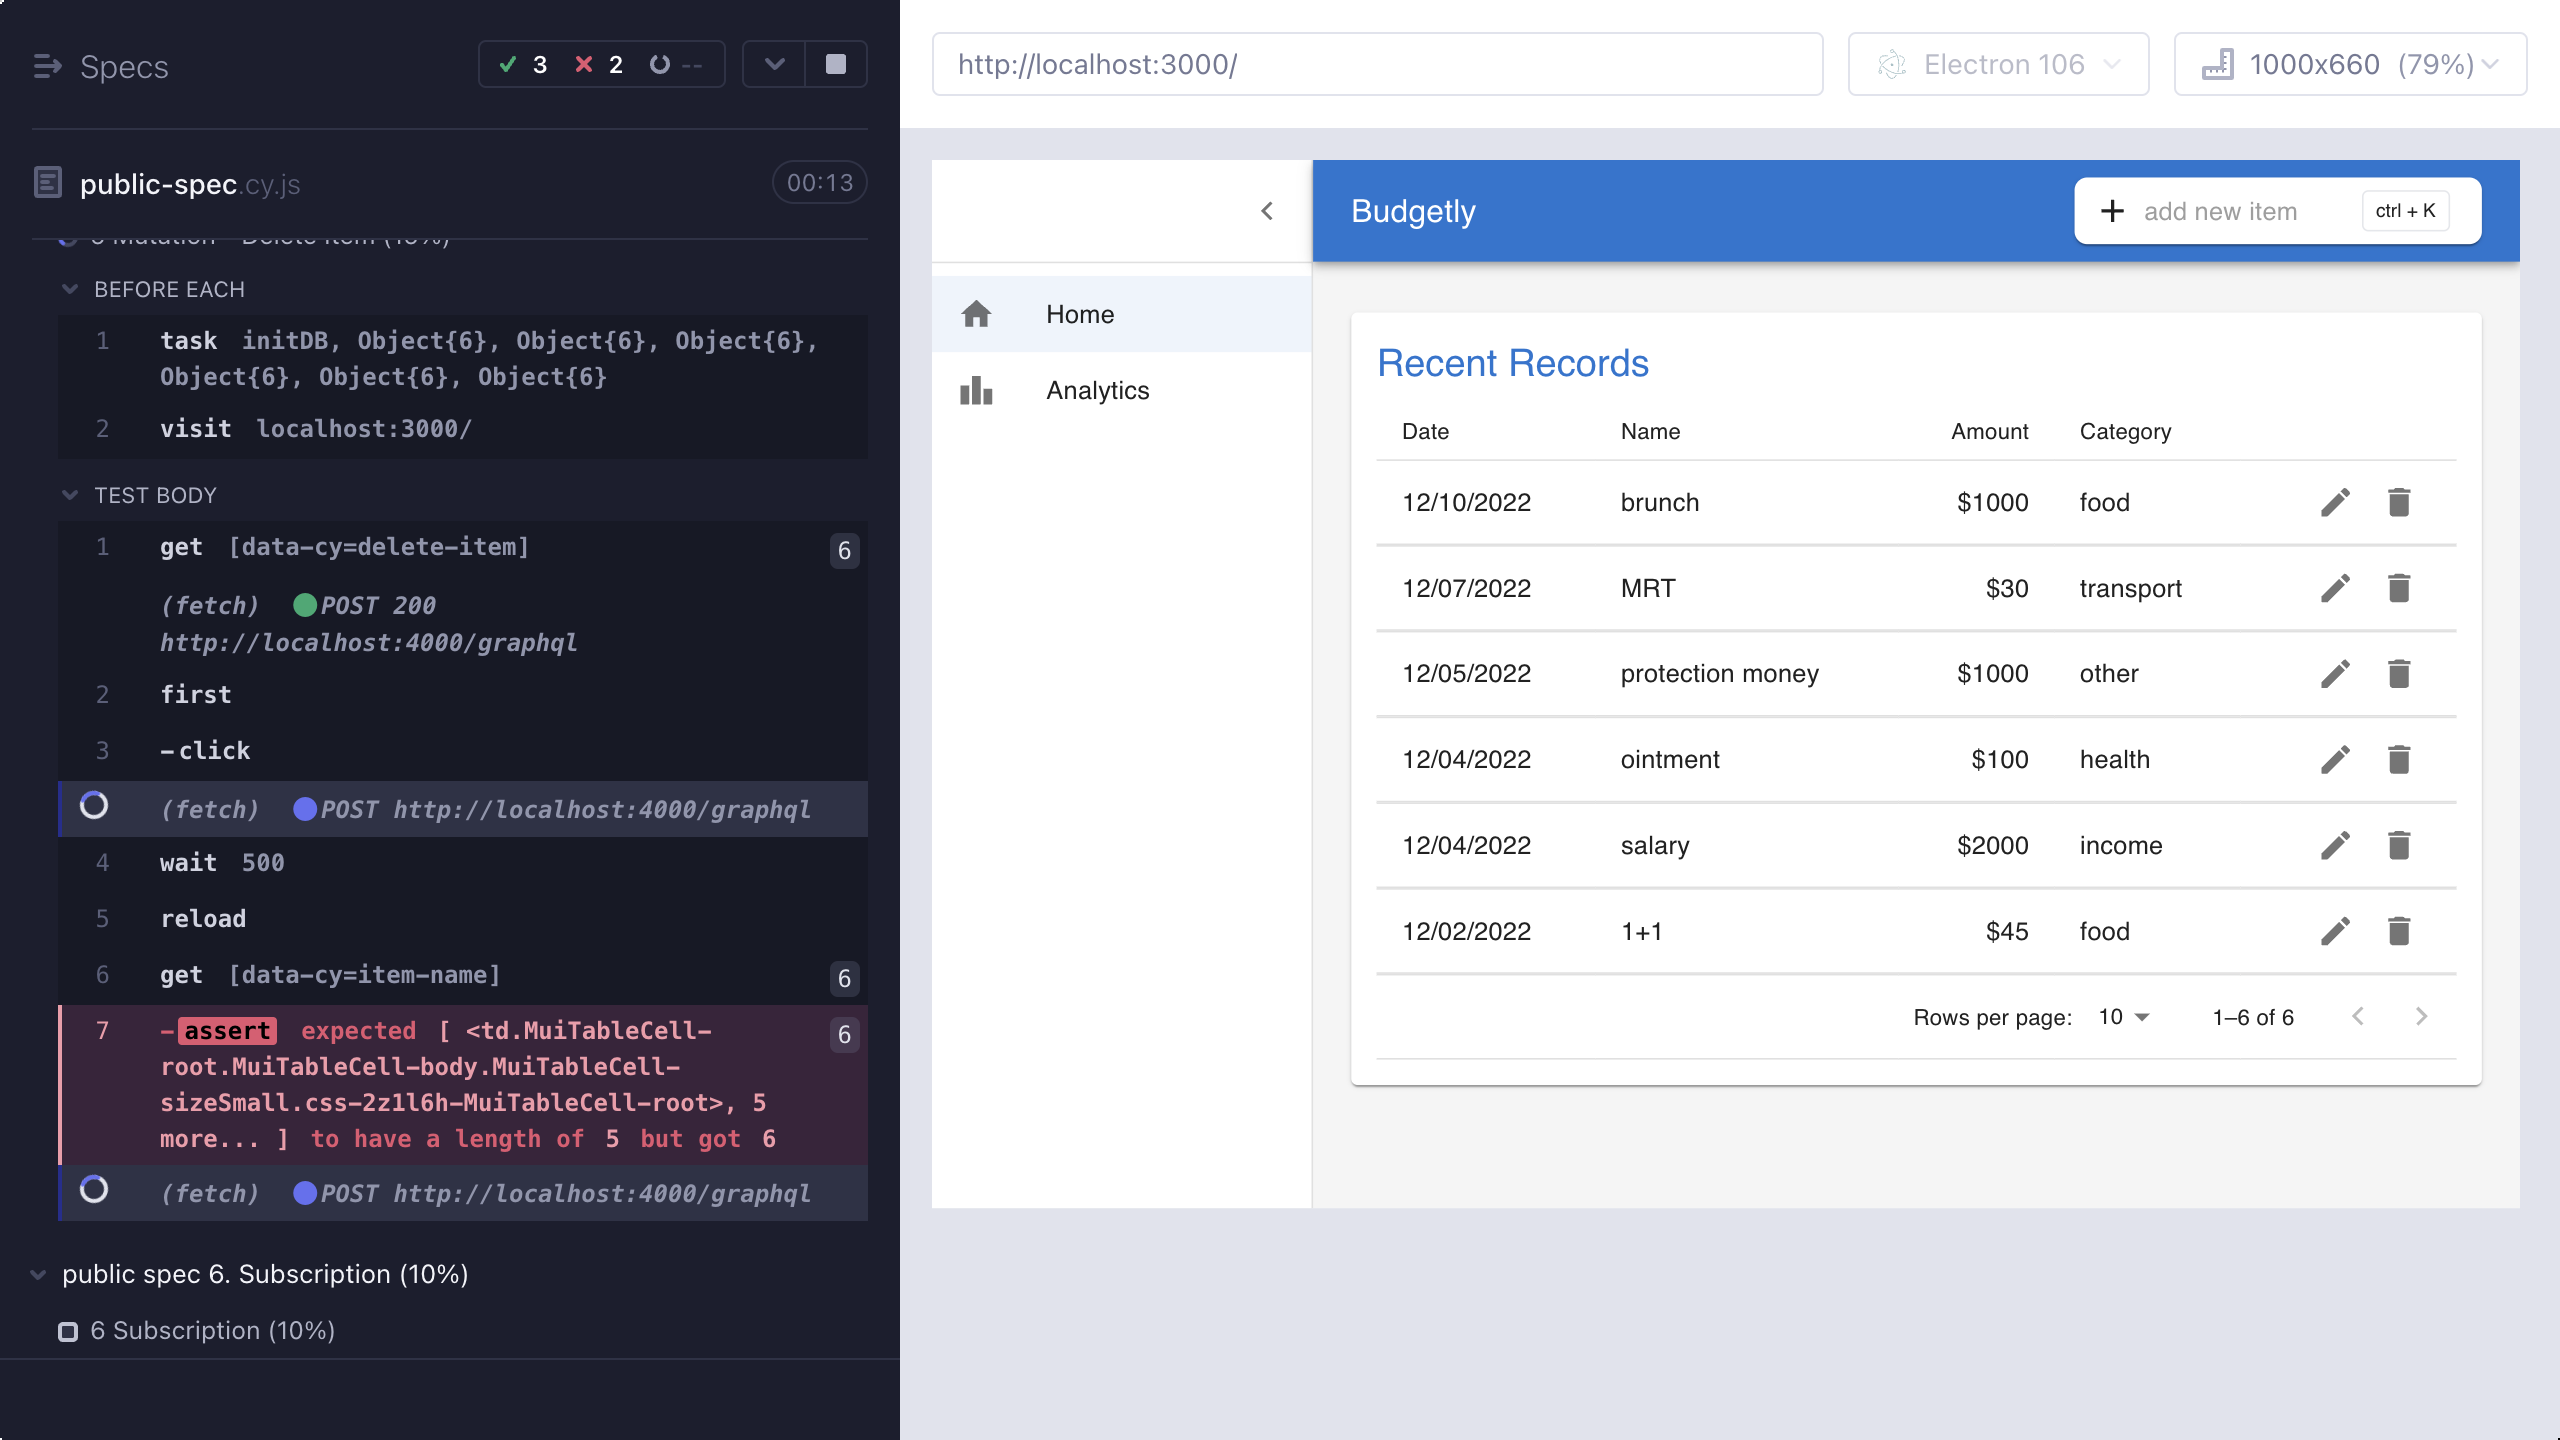 Specs
3 2 --
public-spec.cy.js
00:13
5 Mutation - Delete Item (10%)
BEFORE EACH
1 task initDB, Object{6}, Object{6}, Object{6},
Object{6}, Object{6}, Object{6}
2 visit localhost:3000/
TEST BODY
1 get [data-cy=delete-item] 6
(fetch) POST 200
http://localhost:4000/graphql
2 first
3 -click
(fetch) POST http://localhost:4000/graphql
4 wait 500
5 reload
6 get [data-cy=item-name] 6
7 -assert expected [ <td.MuiTableCell- 6
root.MuiTableCell-body.MuiTableCell-
sizeSmall.css-2z1l6h-MuiTableCell-root>, 5
more... ] to have a length of 5 but got 6
(fetch) POST http://localhost:4000/graphql
public spec 6. Subscription (10%)
6 Subscription (10%)
http://localhost:3000/
Electron 106
1000x660 (79%)
Budgetly
add new item
ctrl + K
Home
Analytics
Recent Records
Date Name Amount Category
12/10/2022 brunch $1000 food
12/07/2022 MRT $30 transport
12/05/2022 protection money $1000 other
12/04/2022 ointment $100 health
12/04/2022 salary $2000 income
12/02/2022 1+1 $45 food
Rows per page: 10 1–6 of 6